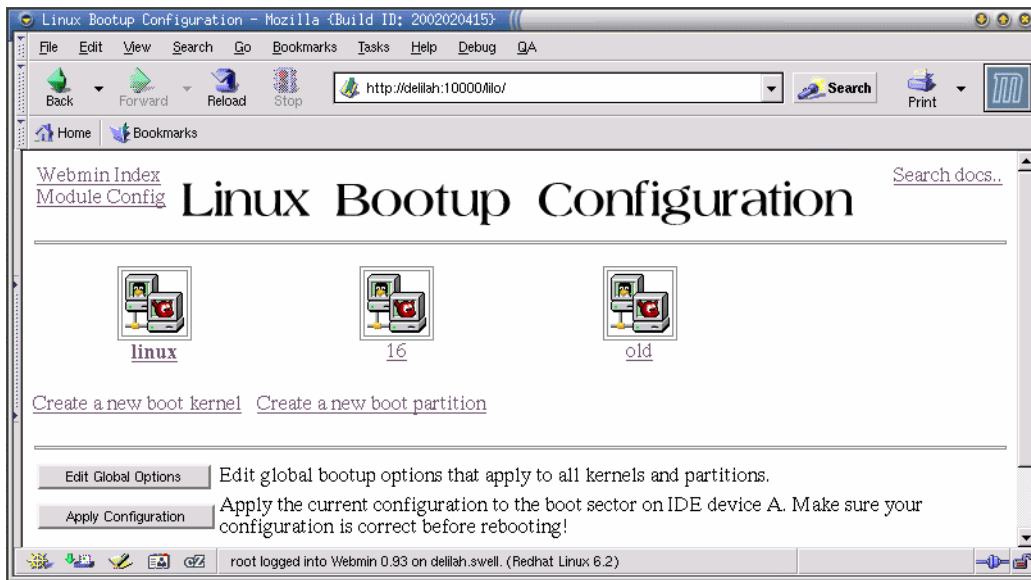 Linux Bootup Configuration - Mozilla {Build ID: 2002020415}
File Edit View Search Go Bookmarks Tasks Help Debug QA
Back Forward Reload Stop http://delilah:10000/lilo/ Search Print
Home Bookmarks
Webmin Index
Module Config
Linux Bootup Configuration
Search docs..
linux 16 old
Create a new boot kernel Create a new boot partition
Edit Global Options Edit global bootup options that apply to all kernels and partitions.
Apply Configuration Apply the current configuration to the boot sector on IDE device A. Make sure your
configuration is correct before rebooting!
root logged into Webmin 0.93 on delilah.swell. (Redhat Linux 6.2)